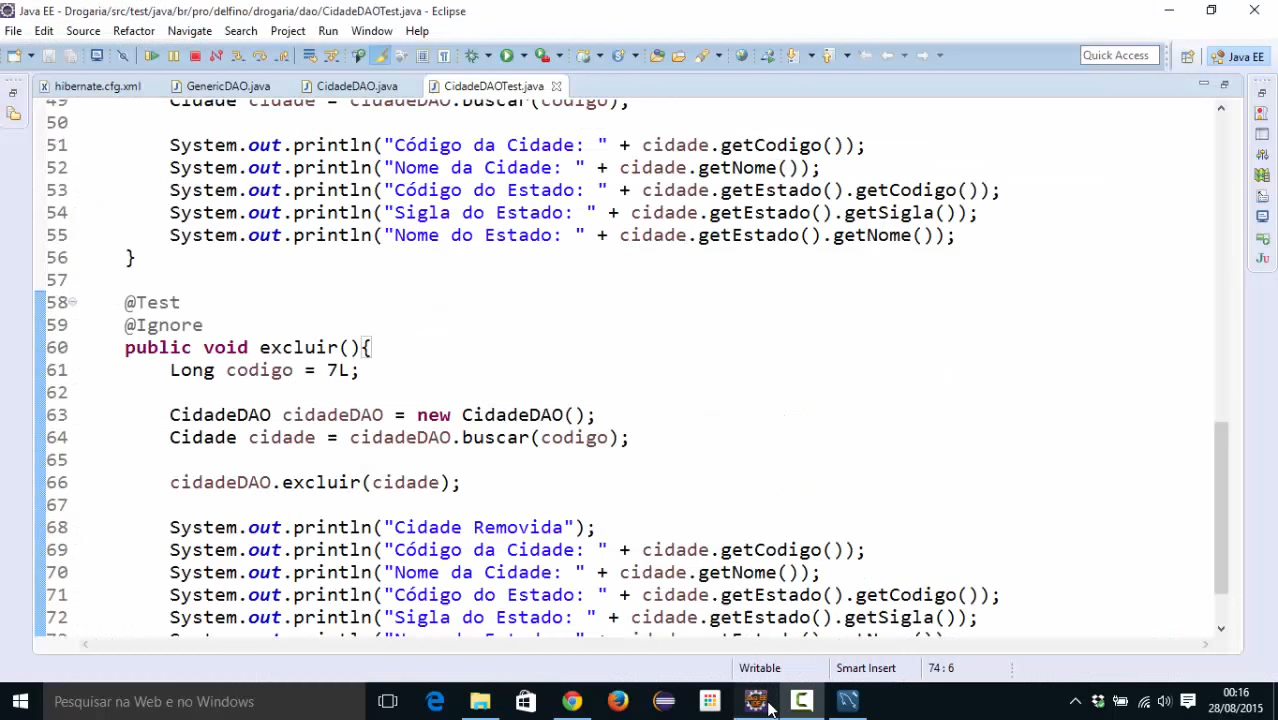 Java EE - Drogaria/src/test/java/br/pro/delfino/drogaria/dao/CidadeDAOTest.java - Eclipse
File Edit Source Refactor Navigate Search Project Run Window Help
Quick Access Java EE
hibernate.cfg.xml GenericDAO.java CidadeDAO.java CidadeDAOTest.java
49 Cidade cidade = cidadeDAO.buscar(codigo);
50
51 System.out.println("Código da Cidade: " + cidade.getCodigo());
52 System.out.println("Nome da Cidade: " + cidade.getNome());
53 System.out.println("Código do Estado: " + cidade.getEstado().getCodigo());
54 System.out.println("Sigla do Estado: " + cidade.getEstado().getSigla());
55 System.out.println("Nome do Estado: " + cidade.getEstado().getNome());
56 }
57
58 @Test
59 @Ignore
60 public void excluir(){
61 Long codigo = 7L;
62
63 CidadeDAO cidadeDAO = new CidadeDAO();
64 Cidade cidade = cidadeDAO.buscar(codigo);
65
66 cidadeDAO.excluir(cidade);
67
68 System.out.println("Cidade Removida");
69 System.out.println("Código da Cidade: " + cidade.getCodigo());
70 System.out.println("Nome da Cidade: " + cidade.getNome());
71 System.out.println("Código do Estado: " + cidade.getEstado().getCodigo());
72 System.out.println("Sigla do Estado: " + cidade.getEstado().getSigla());
Writable Smart Insert 74 : 6
Pesquisar na Web e no Windows
00:16
28/08/2015